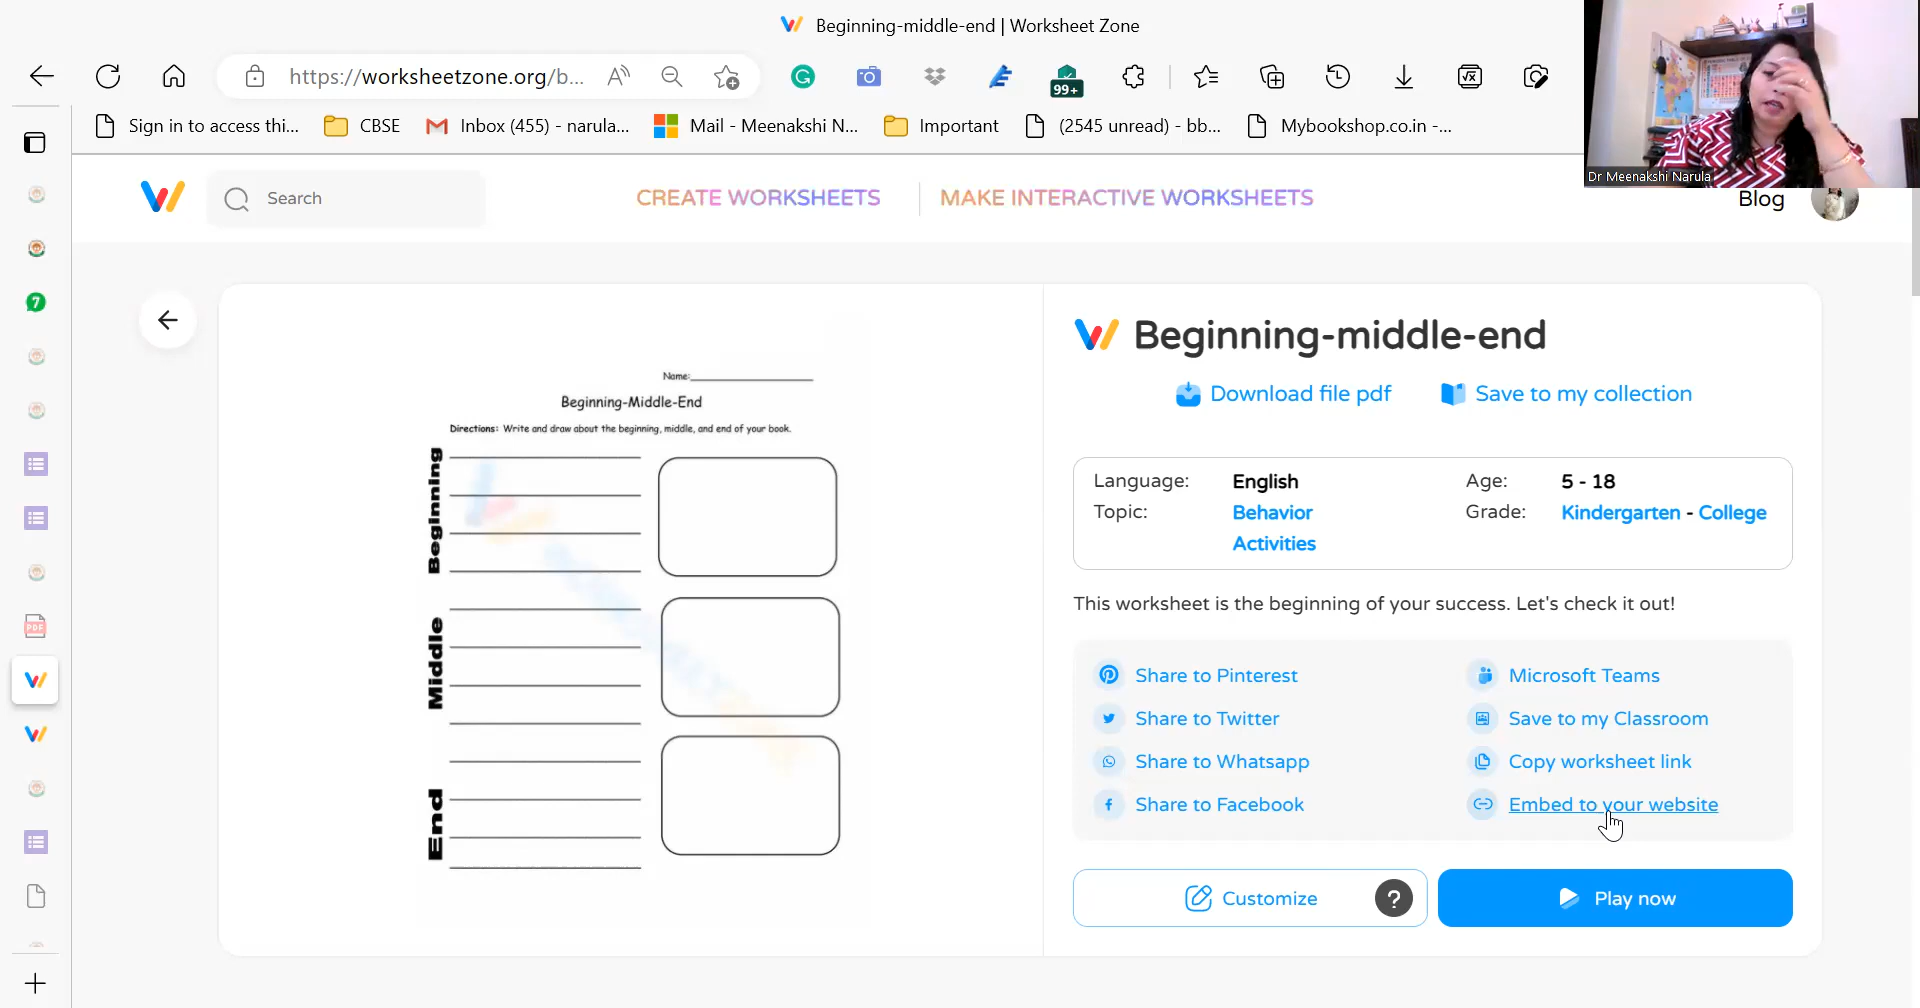 Beginning-middle-end | Worksheet Zone
https://worksheetzone.org/b...
99+
Sign in to access thi...
CBSE
Inbox (455) - narula...
Mail - Meenakshi N...
Important
(2545 unread) - bb...
Mybookshop.co.in -...
Dr Meenakshi Narula
Search
CREATE WORKSHEETS
MAKE INTERACTIVE WORKSHEETS
Blog
7
PDF
Name:
Beginning-Middle-End
Directions: Write and draw about the beginning, middle, and end of your book.
Beginning
Middle
End
Beginning-middle-end
Download file pdf
Save to my collection
Language: English
Age: 5 - 18
Topic: Behavior
Activities
Grade: Kindergarten - College
This worksheet is the beginning of your success. Let's check it out!
Share to Pinterest
Microsoft Teams
Share to Twitter
Save to my Classroom
Share to Whatsapp
Copy worksheet link
Share to Facebook
Embed to your website
Customize
?
Play now